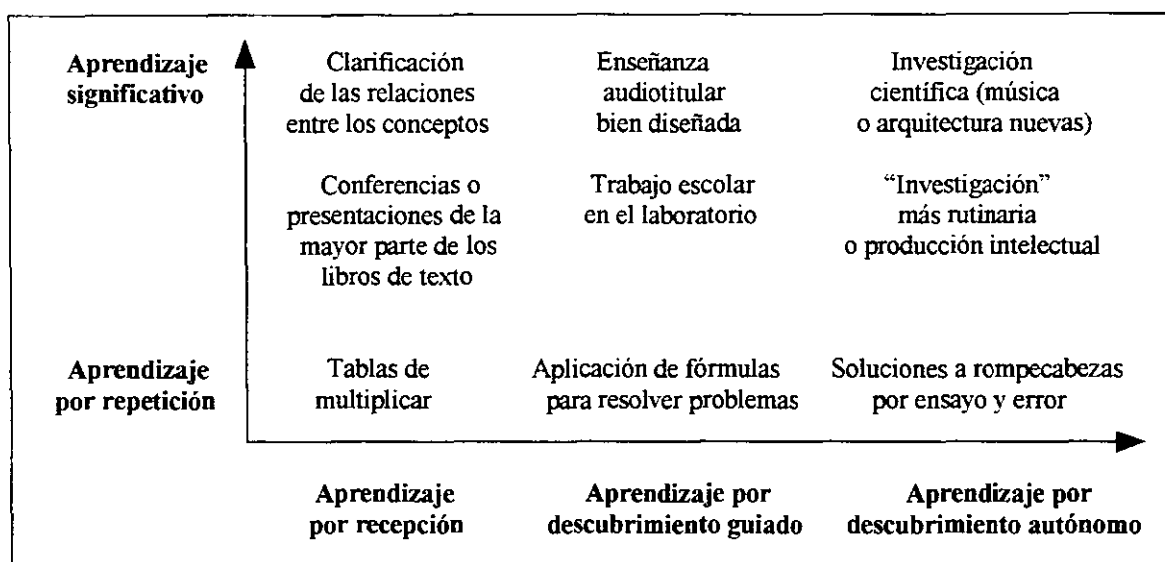 Aprendizaje
significativo
Clarificación
de las relaciones
entre los conceptos
Enseñanza
audiotitular
bien diseñada
Investigación
científica (música
o arquitectura nuevas)
Conferencias o
presentaciones de la
mayor parte de los
libros de texto
Trabajo escolar
en el laboratorio
“Investigación”
más rutinaria
o producción intelectual
Aprendizaje
por repetición
Tablas de
multiplicar
Aplicación de fórmulas
para resolver problemas
Soluciones a rompecabezas
por ensayo y error
Aprendizaje
por recepción
Aprendizaje por
descubrimiento guiado
Aprendizaje por
descubrimiento autónomo